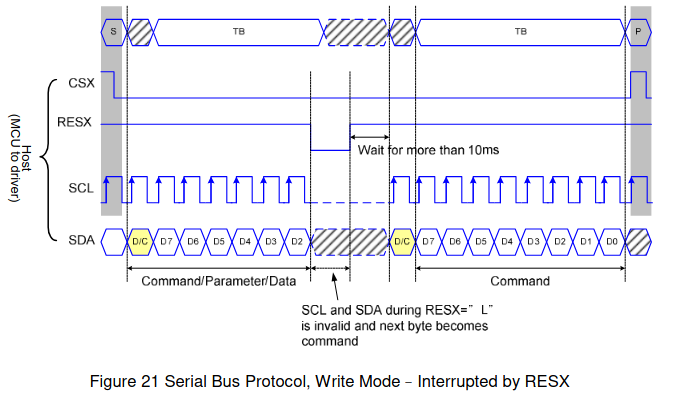 S TB TB P
CSX
RESX
Wait for more than 10ms
Host
(MCU to driver)
SCL
SDA D/C D7 D6 D5 D4 D3 D2 D/C D7 D6 D5 D4 D3 D2 D1 D0
Command/Parameter/Data Command
SCL and SDA during RESX=” L”
is invalid and next byte becomes
command
Figure 21 Serial Bus Protocol, Write Mode – Interrupted by RESX